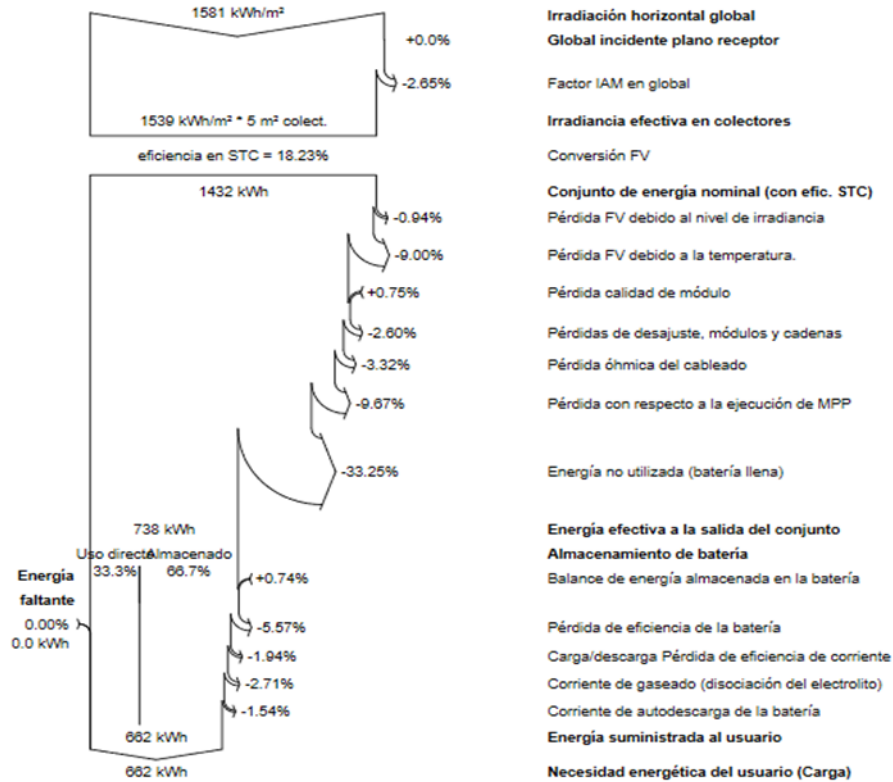 1581 kWh/m² Irradiación horizontal global
+0.0% Global incidente plano receptor
-2.65% Factor IAM en global
1539 kWh/m² * 5 m² colect. Irradiancia efectiva en colectores
eficiencia en STC = 18.23% Conversión FV
1432 kWh Conjunto de energía nominal (con efic. STC)
-0.94% Pérdida FV debido al nivel de irradiancia
-9.00% Pérdida FV debido a la temperatura.
+0.75% Pérdida calidad de módulo
-2.60% Pérdidas de desajuste, módulos y cadenas
-3.32% Pérdida óhmica del cableado
-9.67% Pérdida con respecto a la ejecución de MPP
-33.25% Energía no utilizada (batería llena)
738 kWh Energía efectiva a la salida del conjunto
Uso directo Almacenado Almacenamiento de batería
Energía 33.3% 66.7% +0.74% Balance de energía almacenada en la batería
faltante
0.00% -5.57% Pérdida de eficiencia de la batería
0.0 kWh
-1.94% Carga/descarga Pérdida de eficiencia de corriente
-2.71% Corriente de gaseado (disociación del electrolito)
-1.54% Corriente de autodescarga de la batería
662 kWh Energía suministrada al usuario
662 kWh Necesidad energética del usuario (Carga)